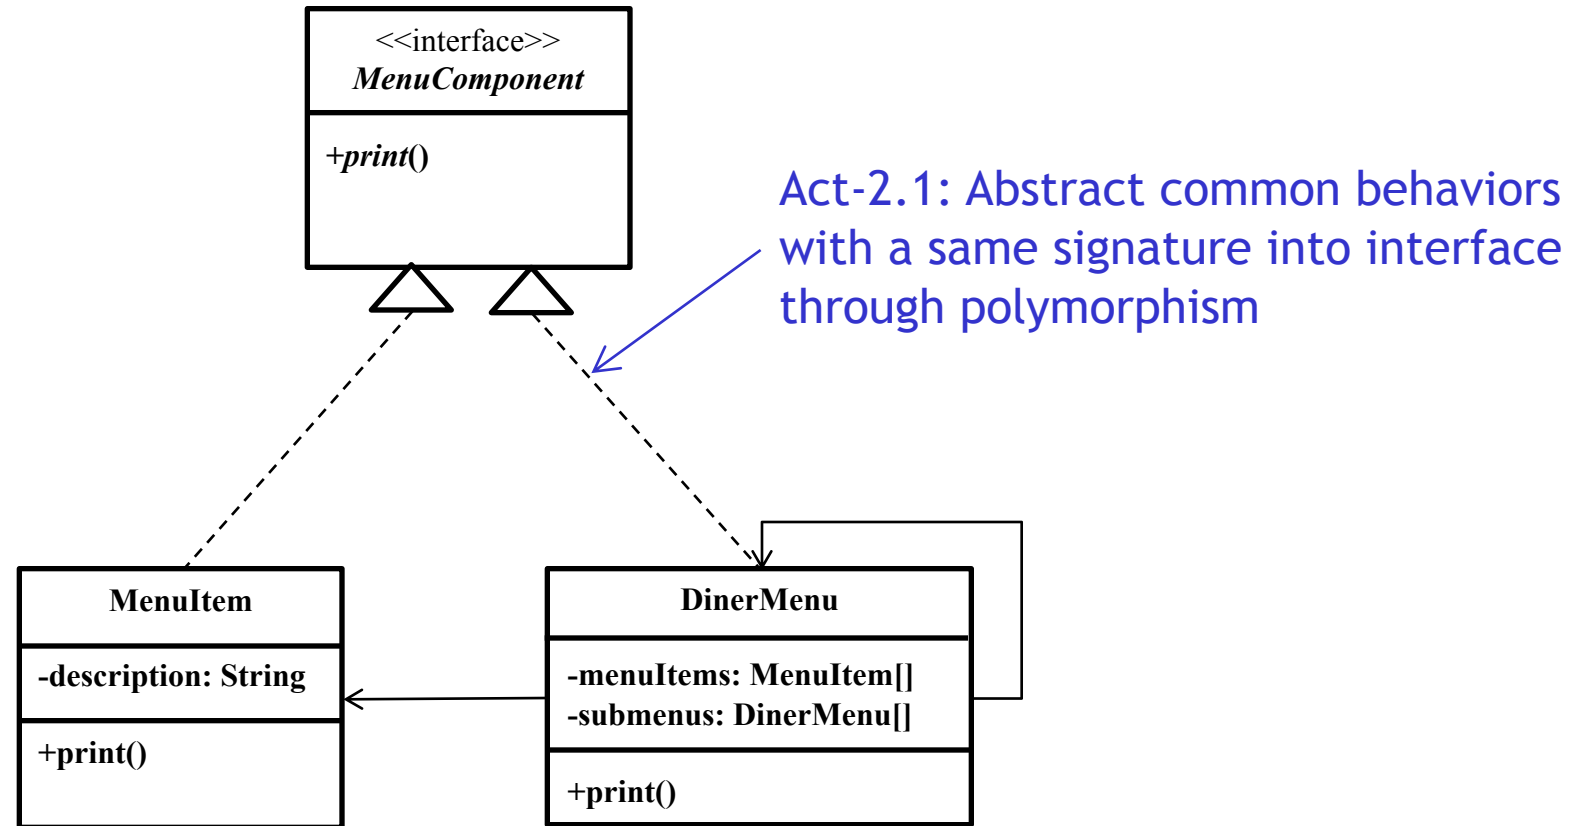 <<interface>>
MenuComponent
+print()
Act-2.1: Abstract common behaviors
with a same signature into interface
through polymorphism
MenuItem
-description: String
+print()
DinerMenu
-menuItems: MenuItem[]
-submenus: DinerMenu[]
+print()